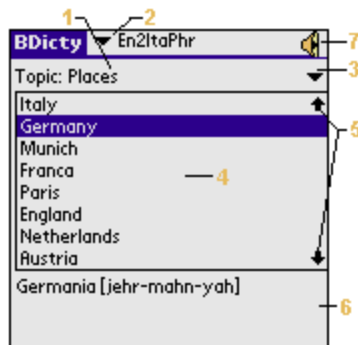 1 2
BDicty En2ItaPhr 7
Topic: Places 3
Italy
Germany 5
Munich
Franca 4
Paris
England
Netherlands
Austria
Germania [jehr-mahn-yah] 6